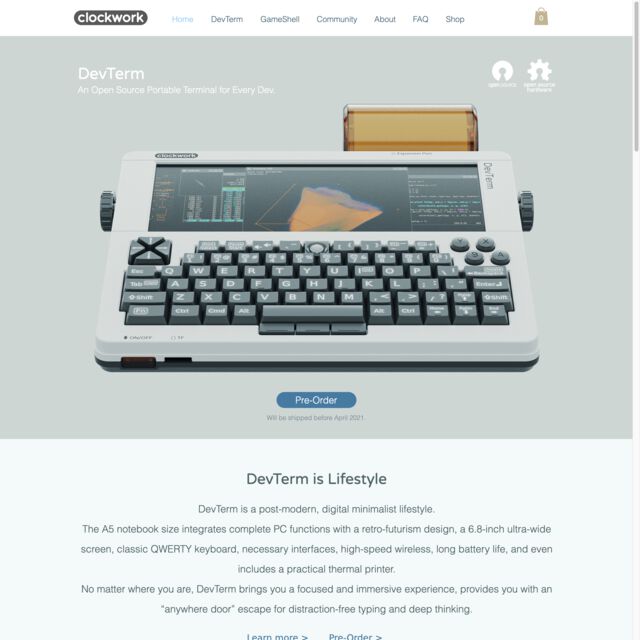 clockwork
Home DevTerm GameShell Community About FAQ Shop 0
DevTerm
An Open Source Portable Terminal for Every Dev.
open source
open source hardware
clockwork
DevTerm
Esc Q W E R T Y U I O P
Tab A S D F G H J K L Enter
Shift Z X C V B N M Shift
Fn Ctrl Cmd Alt Alt Ctrl
X Y A B
ON/OFF TF
Pre-Order
Will be shipped before April 2021.
DevTerm is Lifestyle
DevTerm is a post-modern, digital minimalist lifestyle.
The A5 notebook size integrates complete PC functions with a retro-futurism design, a 6.8-inch ultra-wide
screen, classic QWERTY keyboard, necessary interfaces, high-speed wireless, long battery life, and even
includes a practical thermal printer.
No matter where you are, DevTerm brings you a focused and immersive experience, provides you with an
“anywhere door” escape for distraction-free typing and deep thinking.
Learn more > Pre-Order >